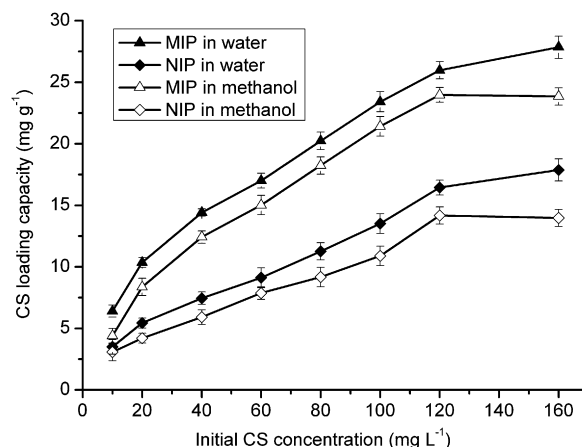 30
25
20
15
10
5
0
CS loading capacity (mg g⁻¹)
MIP in water
NIP in water
MIP in methanol
NIP in methanol
0 20 40 60 80 100 120 140 160
Initial CS concentration (mg L⁻¹)